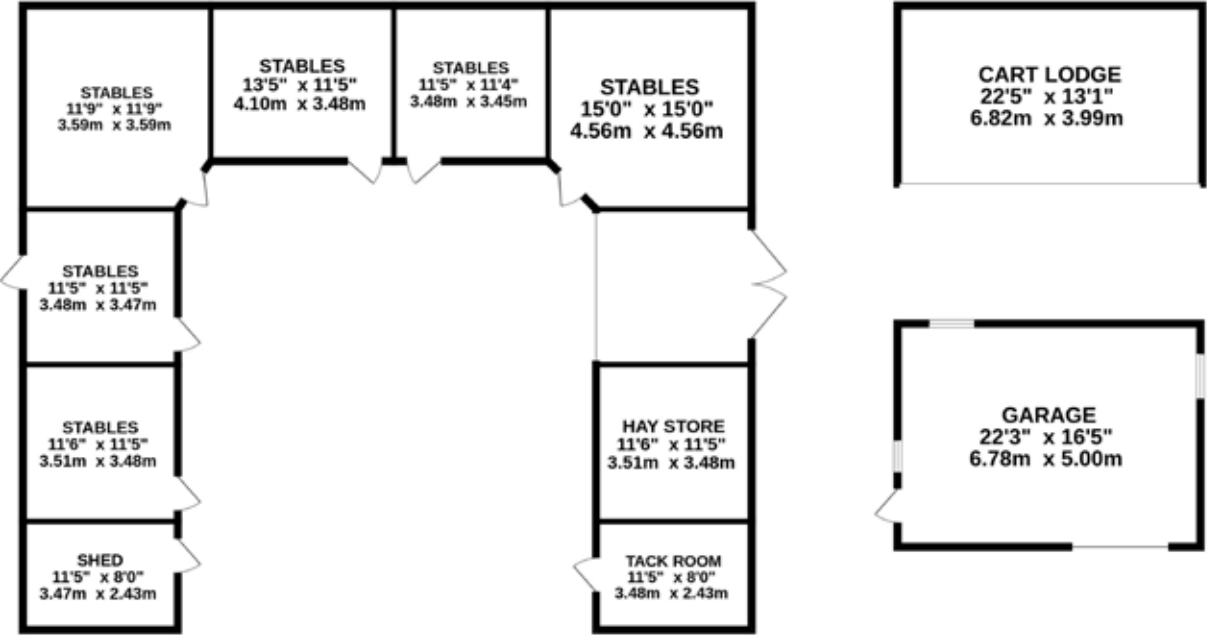 STABLES
11'9" x 11'9"
3.59m x 3.59m
STABLES
13'5" x 11'5"
4.10m x 3.48m
STABLES
11'5" x 11'4"
3.48m x 3.45m
STABLES
15'0" x 15'0"
4.56m x 4.56m
CART LODGE
22'5" x 13'1"
6.82m x 3.99m
STABLES
11'5" x 11'5"
3.48m x 3.47m
STABLES
11'6" x 11'5"
3.51m x 3.48m
HAY STORE
11'6" x 11'5"
3.51m x 3.48m
GARAGE
22'3" x 16'5"
6.78m x 5.00m
SHED
11'5" x 8'0"
3.47m x 2.43m
TACK ROOM
11'5" x 8'0"
3.48m x 2.43m